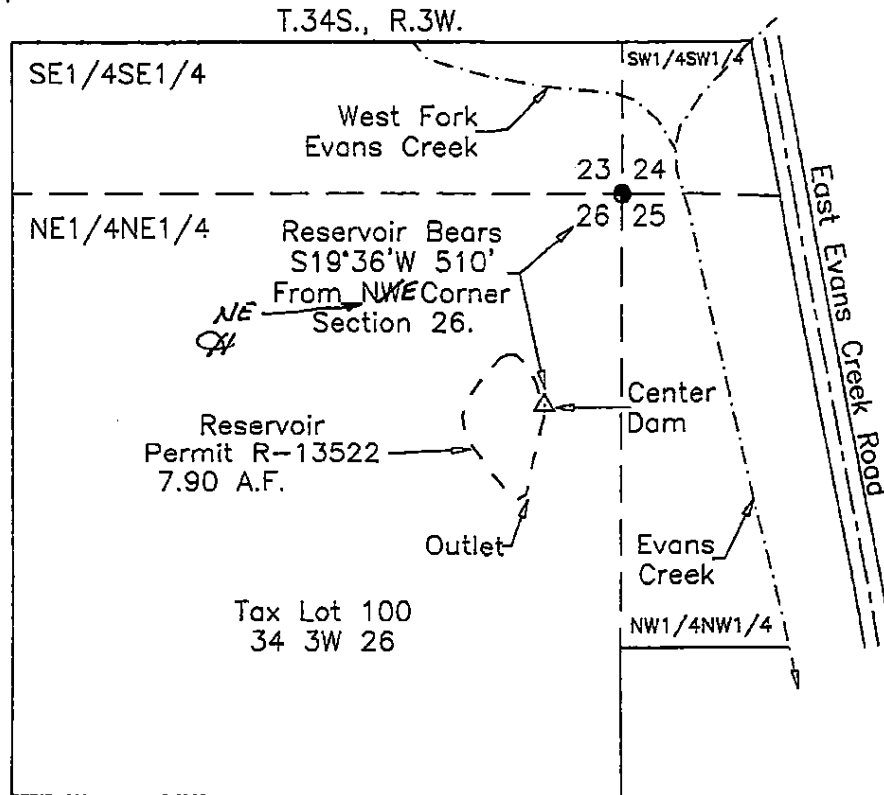 T.34S., R.3W.
SE1/4SE1/4
SW1/4SW1/4
West Fork
Evans Creek
23 24
26 25
NE1/4NE1/4
Reservoir Bears
S19°36'W 510'
From NWE Corner
Section 26.
NE
East Evans Creek Road
Center
Dam
Reservoir
Permit R-13522
7.90 A.F.
Outlet
Evans
Creek
Tax Lot 100
34 3W 26
NW1/4NW1/4